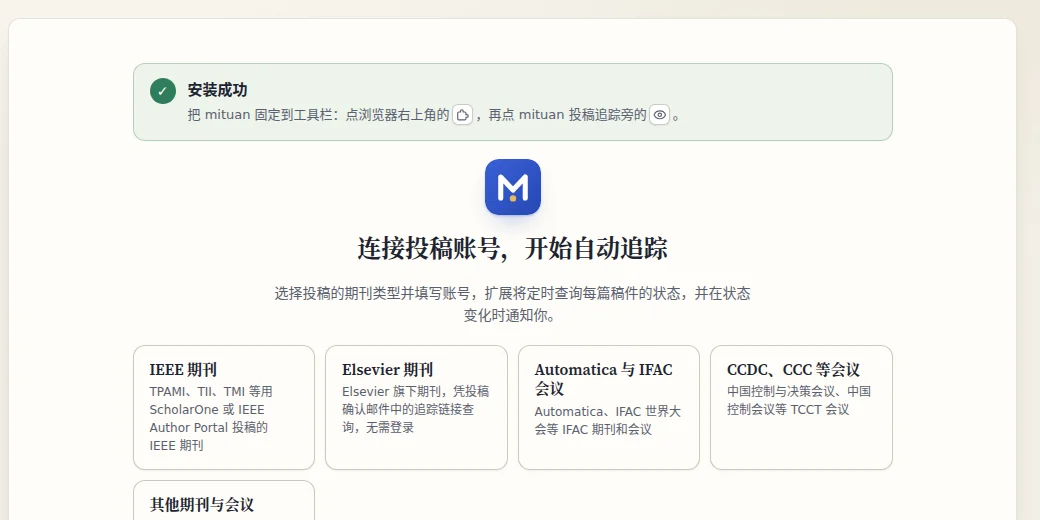 安装成功
把 mituan 固定到工具栏：点浏览器右上角的 ，再点 mituan 投稿追踪旁的 。
连接投稿账号，开始自动追踪
选择投稿的期刊类型并填写账号，扩展将定时查询每篇稿件的状态，并在状态
变化时通知你。
IEEE 期刊
TPAMI、TII、TMI 等用
ScholarOne 或 IEEE
Author Portal 投稿的
IEEE 期刊
Elsevier 期刊
Elsevier 旗下期刊，凭投稿
确认邮件中的追踪链接查
询，无需登录
Automatica 与 IFAC
会议
Automatica、IFAC 世界大
会等 IFAC 期刊和会议
CCDC、CCC 等会议
中国控制与决策会议、中国
控制会议等 TCCT 会议
其他期刊与会议